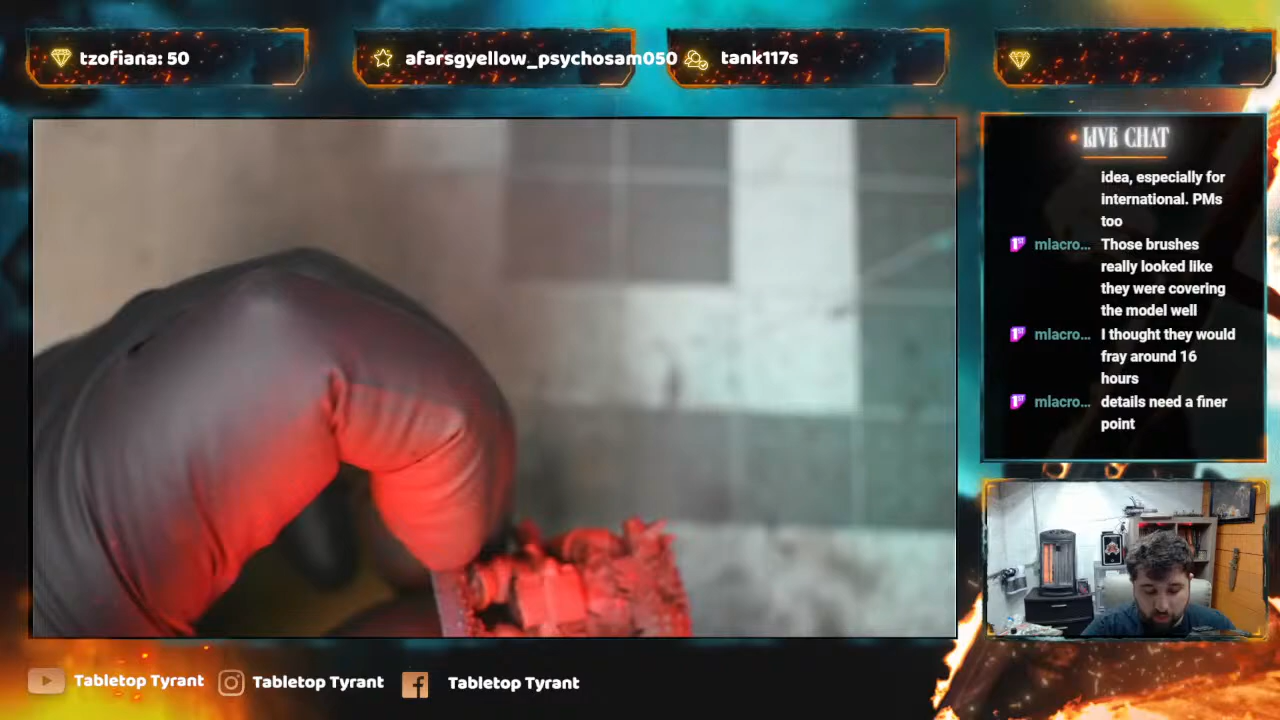 tzofiana: 50
afarsgyellow_psychosam050
tank117s
LIVE CHAT
idea, especially for
international. PMs
too
mlacro... Those brushes
really looked like
they were covering
the model well
mlacro... I thought they would
fray around 16
hours
mlacro... details need a finer
point
Tabletop Tyrant
Tabletop Tyrant
Tabletop Tyrant